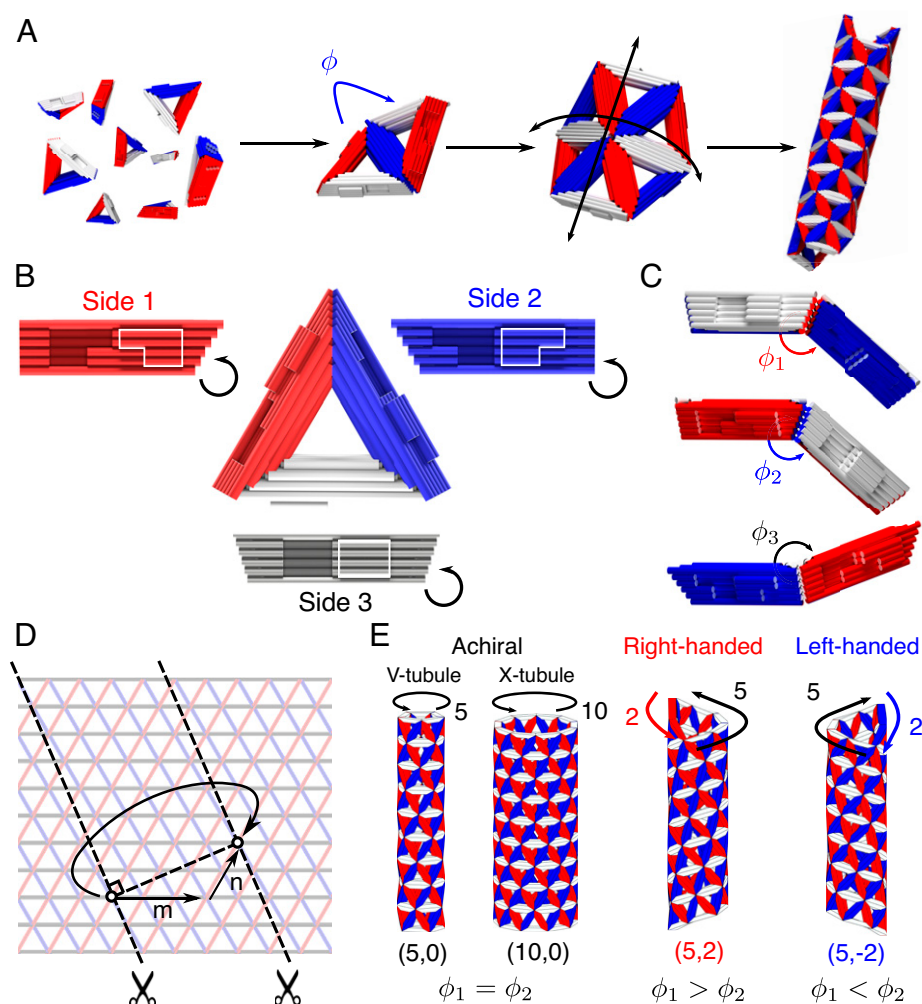 A
ϕ
B
Side 1
Side 2
Side 3
C
ϕ₁
ϕ₂
ϕ₃
D
m
n
E
Achiral
Right-handed
Left-handed
V-tubule
X-tubule
5
10
2
5
5
2
(5,0)
(10,0)
(5,2)
(5,-2)
ϕ₁ = ϕ₂
ϕ₁ > ϕ₂
ϕ₁ < ϕ₂